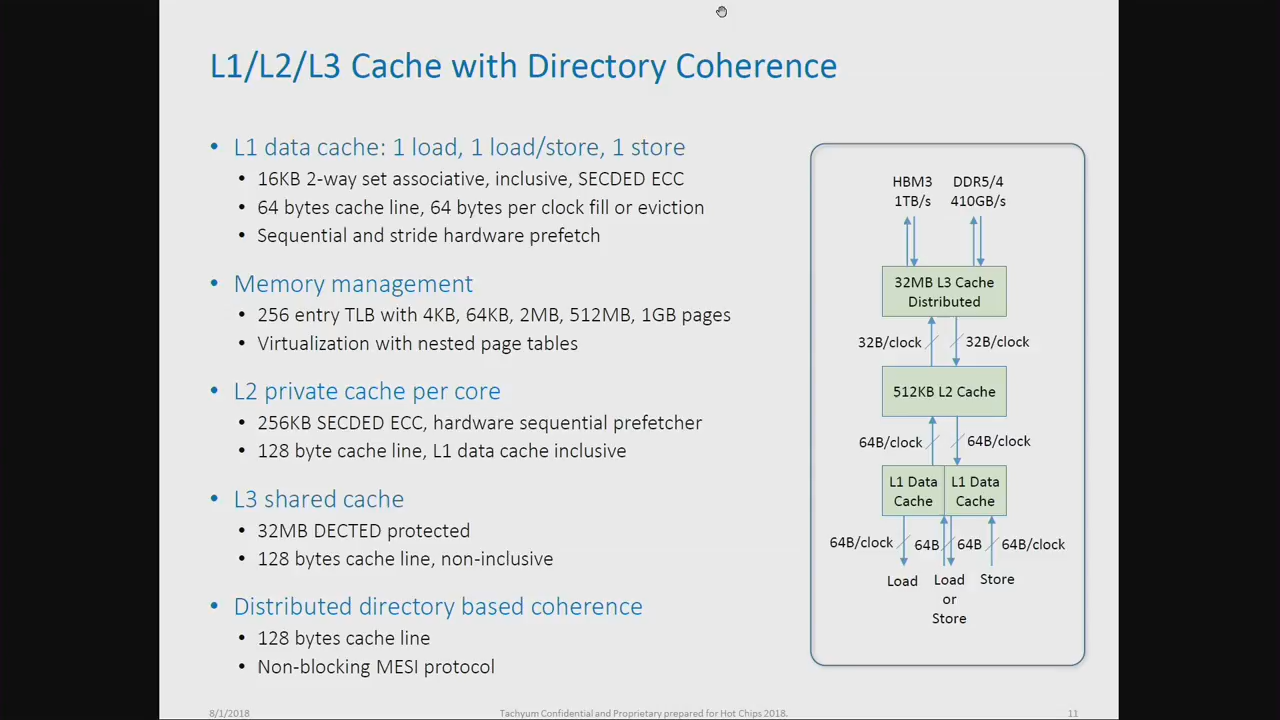 L1/L2/L3 Cache with Directory Coherence
• L1 data cache: 1 load, 1 load/store, 1 store
• 16KB 2-way set associative, inclusive, SECDED ECC
• 64 bytes cache line, 64 bytes per clock fill or eviction
• Sequential and stride hardware prefetch
• Memory management
• 256 entry TLB with 4KB, 64KB, 2MB, 512MB, 1GB pages
• Virtualization with nested page tables
• L2 private cache per core
• 256KB SECDED ECC, hardware sequential prefetcher
• 128 byte cache line, L1 data cache inclusive
• L3 shared cache
• 32MB DECTED protected
• 128 bytes cache line, non-inclusive
• Distributed directory based coherence
• 128 bytes cache line
• Non-blocking MESI protocol
HBM3 DDR5/4
1TB/s 410GB/s
32MB L3 Cache
Distributed
32B/clock 32B/clock
512KB L2 Cache
64B/clock 64B/clock
L1 Data L1 Data
Cache Cache
64B/clock 64B 64B 64B/clock
Load Load Store
or
Store
8/1/2018 Tachyum Confidential and Proprietary prepared for Hot Chips 2018. 11